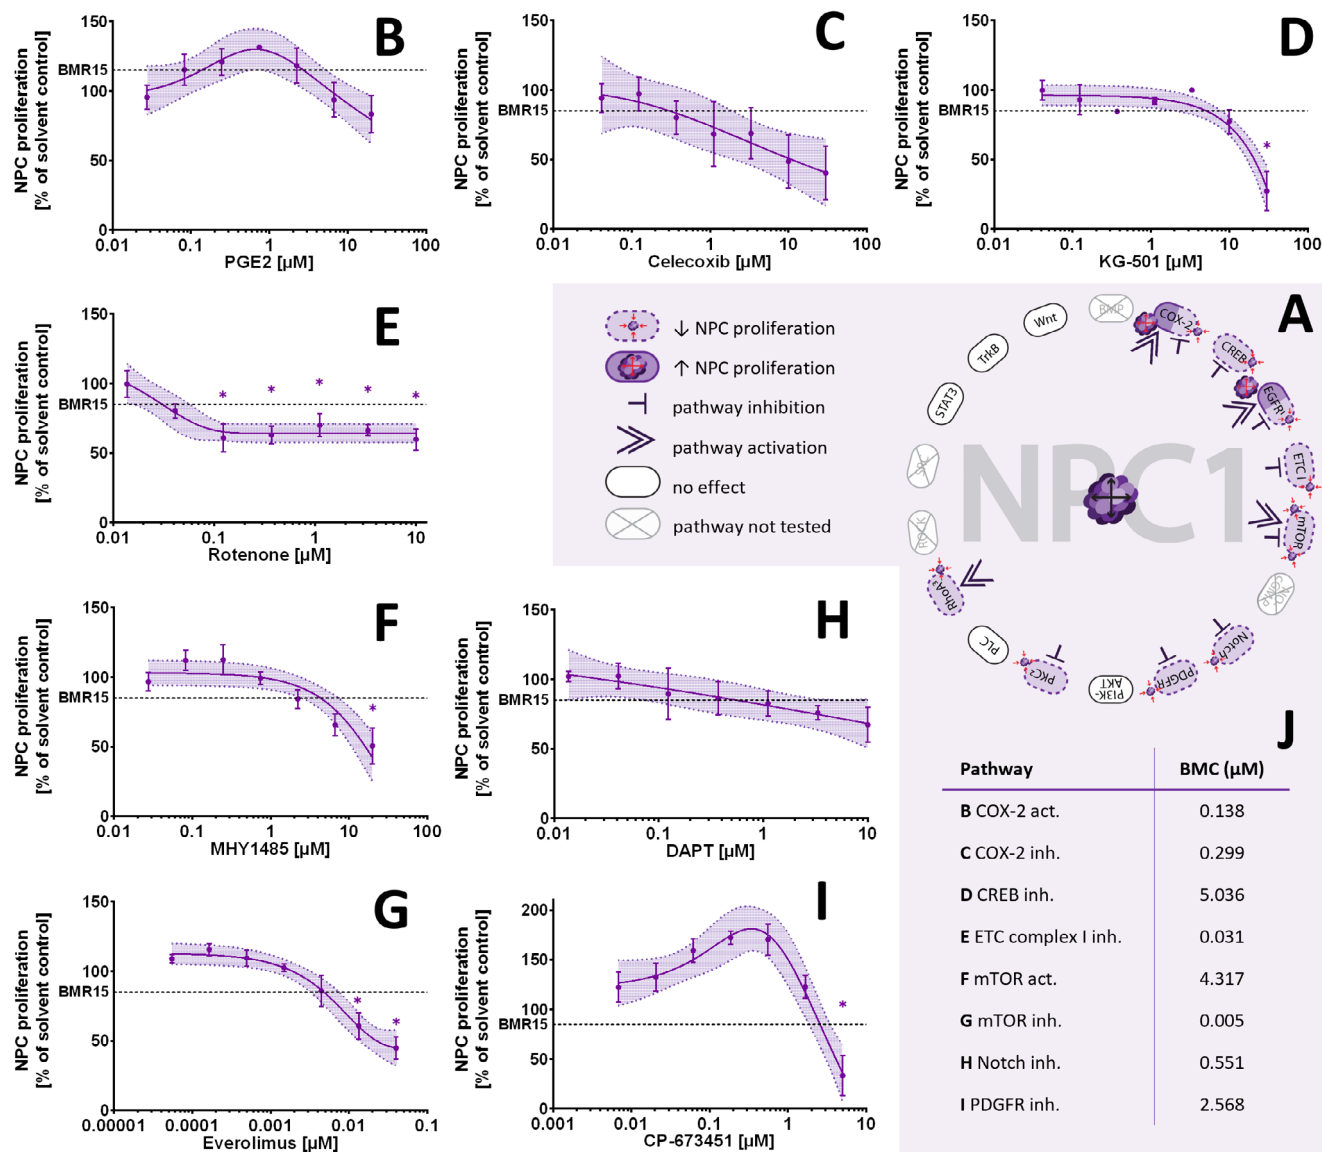 B
NPC proliferation
[% of solvent control]
150
BMR15
100
50
0
0.01 0.1 1 10 100
PGE2 [µM]
C
NPC proliferation
[% of solvent control]
150
100
BMR15
50
0
0.01 0.1 1 10 100
Celecoxib [µM]
D
NPC proliferation
[% of solvent control]
150
100
BMR15
50
0
*
0.01 0.1 1 10 100
KG-501 [µM]
E
NPC proliferation
[% of solvent control]
150
100
BMR15
50
0
* * * * *
0.01 0.1 1 10
Rotenone [µM]
A
↓ NPC proliferation
↑ NPC proliferation
pathway inhibition
pathway activation
no effect
pathway not tested
NPC1
BMP
COX-2
CREB
EGFR¹
ETC I
mTOR
NO-
cGMP
Notch
PDGFR
PI3K-
AKT
PKC²
PLC
RhoA³
ROCK
SRC
STAT3
TrkB
Wnt
F
NPC proliferation
[% of solvent control]
150
100
BMR15
50
0
*
0.01 0.1 1 10 100
MHY1485 [µM]
H
NPC proliferation
[% of solvent control]
150
100
BMR15
50
0
0.01 0.1 1 10
DAPT [µM]
G
NPC proliferation
[% of solvent control]
150
100
BMR15
50
0
* *
0.00001 0.0001 0.001 0.01 0.1
Everolimus [µM]
I
NPC proliferation
[% of solvent control]
200
150
100
BMR15
50
0
*
0.001 0.01 0.1 1 10
CP-673451 [µM]
J
Pathway BMC (µM)
B COX-2 act. 0.138
C COX-2 inh. 0.299
D CREB inh. 5.036
E ETC complex I inh. 0.031
F mTOR act. 4.317
G mTOR inh. 0.005
H Notch inh. 0.551
I PDGFR inh. 2.568